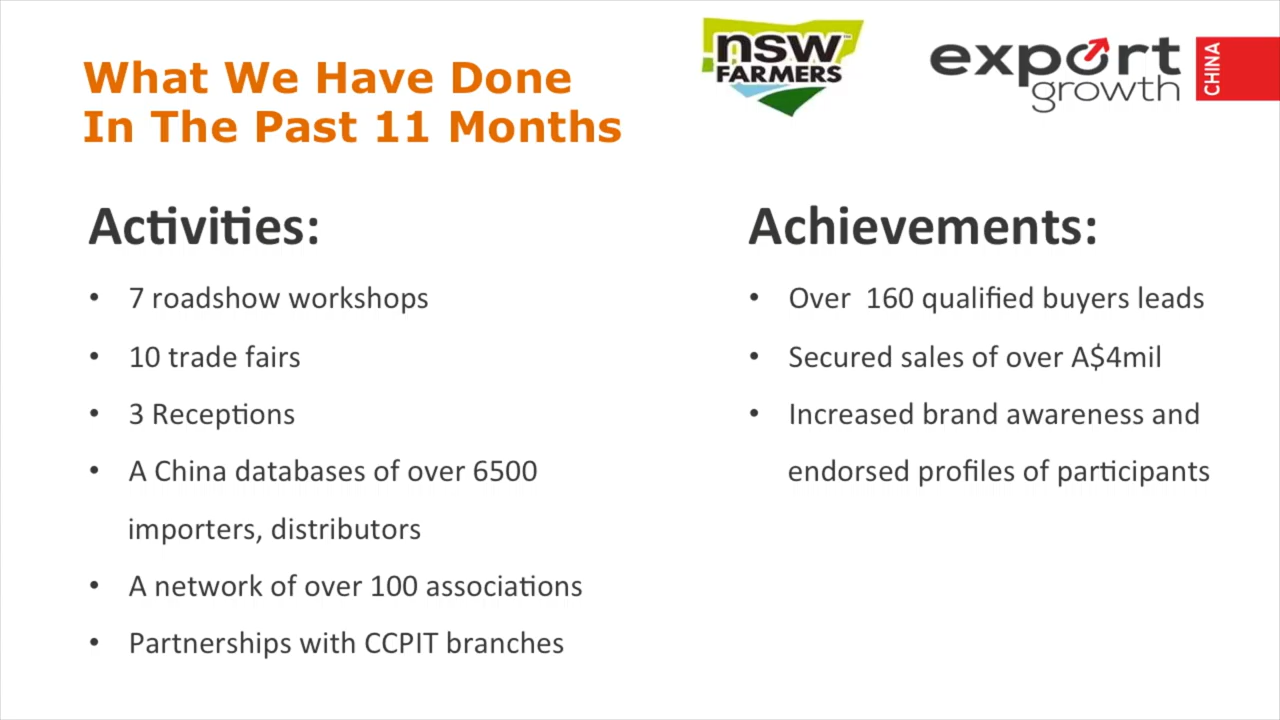 What We Have Done
In The Past 11 Months
nsw™
FARMERS
export
growth
CHINA
Activities:
• 7 roadshow workshops
• 10 trade fairs
• 3 Receptions
• A China databases of over 6500
importers, distributors
• A network of over 100 associations
• Partnerships with CCPIT branches
Achievements:
• Over  160 qualified buyers leads
• Secured sales of over A$4mil
• Increased brand awareness and
endorsed profiles of participants